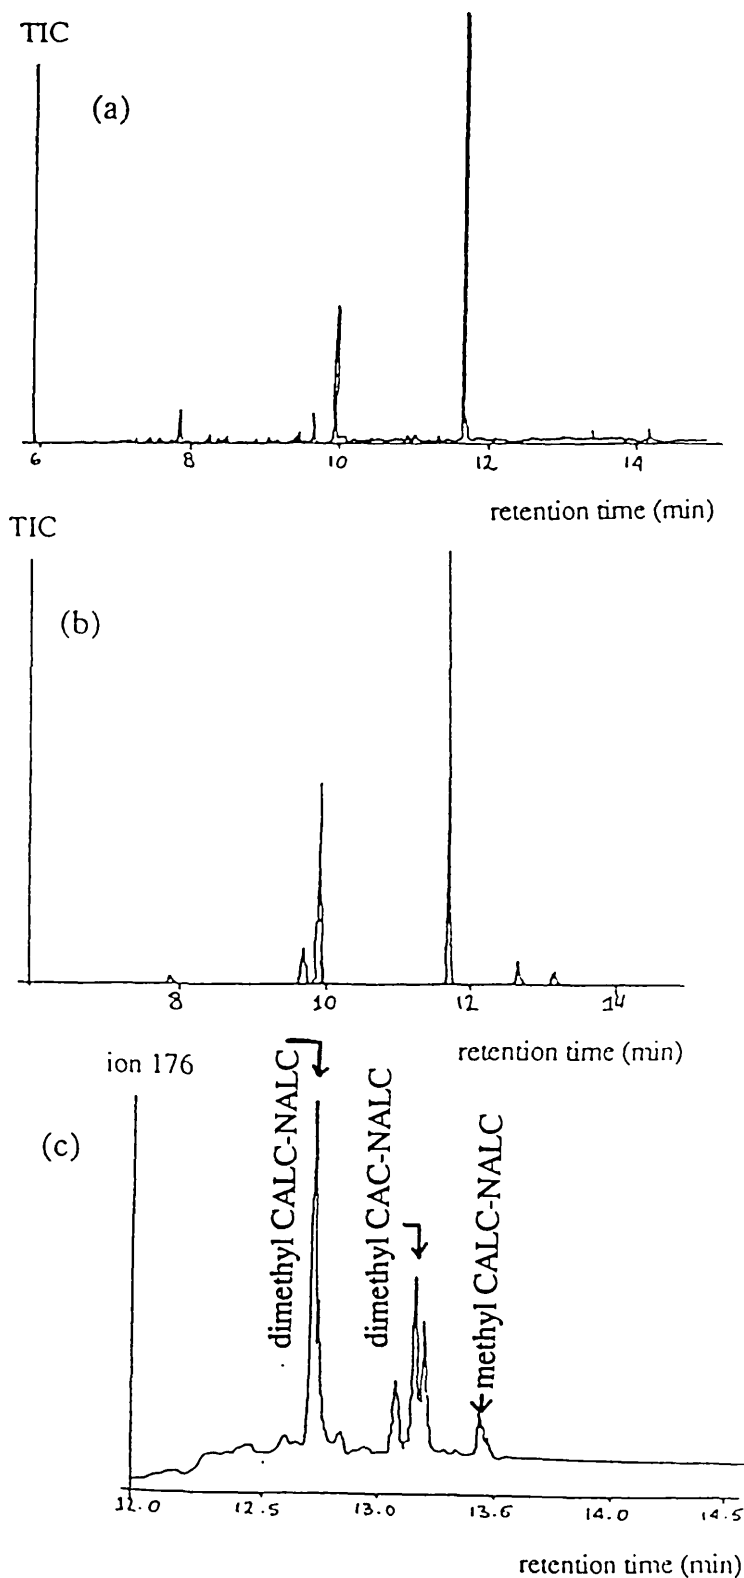 TIC
(a)
6 8 10 12 14
retention time (min)
TIC
(b)
8 10 12 14
retention time (min)
ion 176
(c)
dimethyl CALC-NALC
dimethyl CAC-NALC
methyl CALC-NALC
12.0 12.5 13.0 13.5 14.0 14.5
retention time (min)